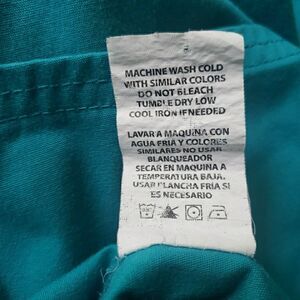 MACHINE WASH COLD
WITH SIMILAR COLORS
DO NOT BLEACH
TUMBLE DRY LOW
COOL IRON IF NEEDED
LAVAR A MAQUINA CON
AGUA FRIA Y COLORES
SIMILARES NO USAR
BLANQUEADOR
SECAR EN MAQUINA A
TEMPERATURA BAJA.
USAR PLANCHA FRIA SI
ES NECESARIO